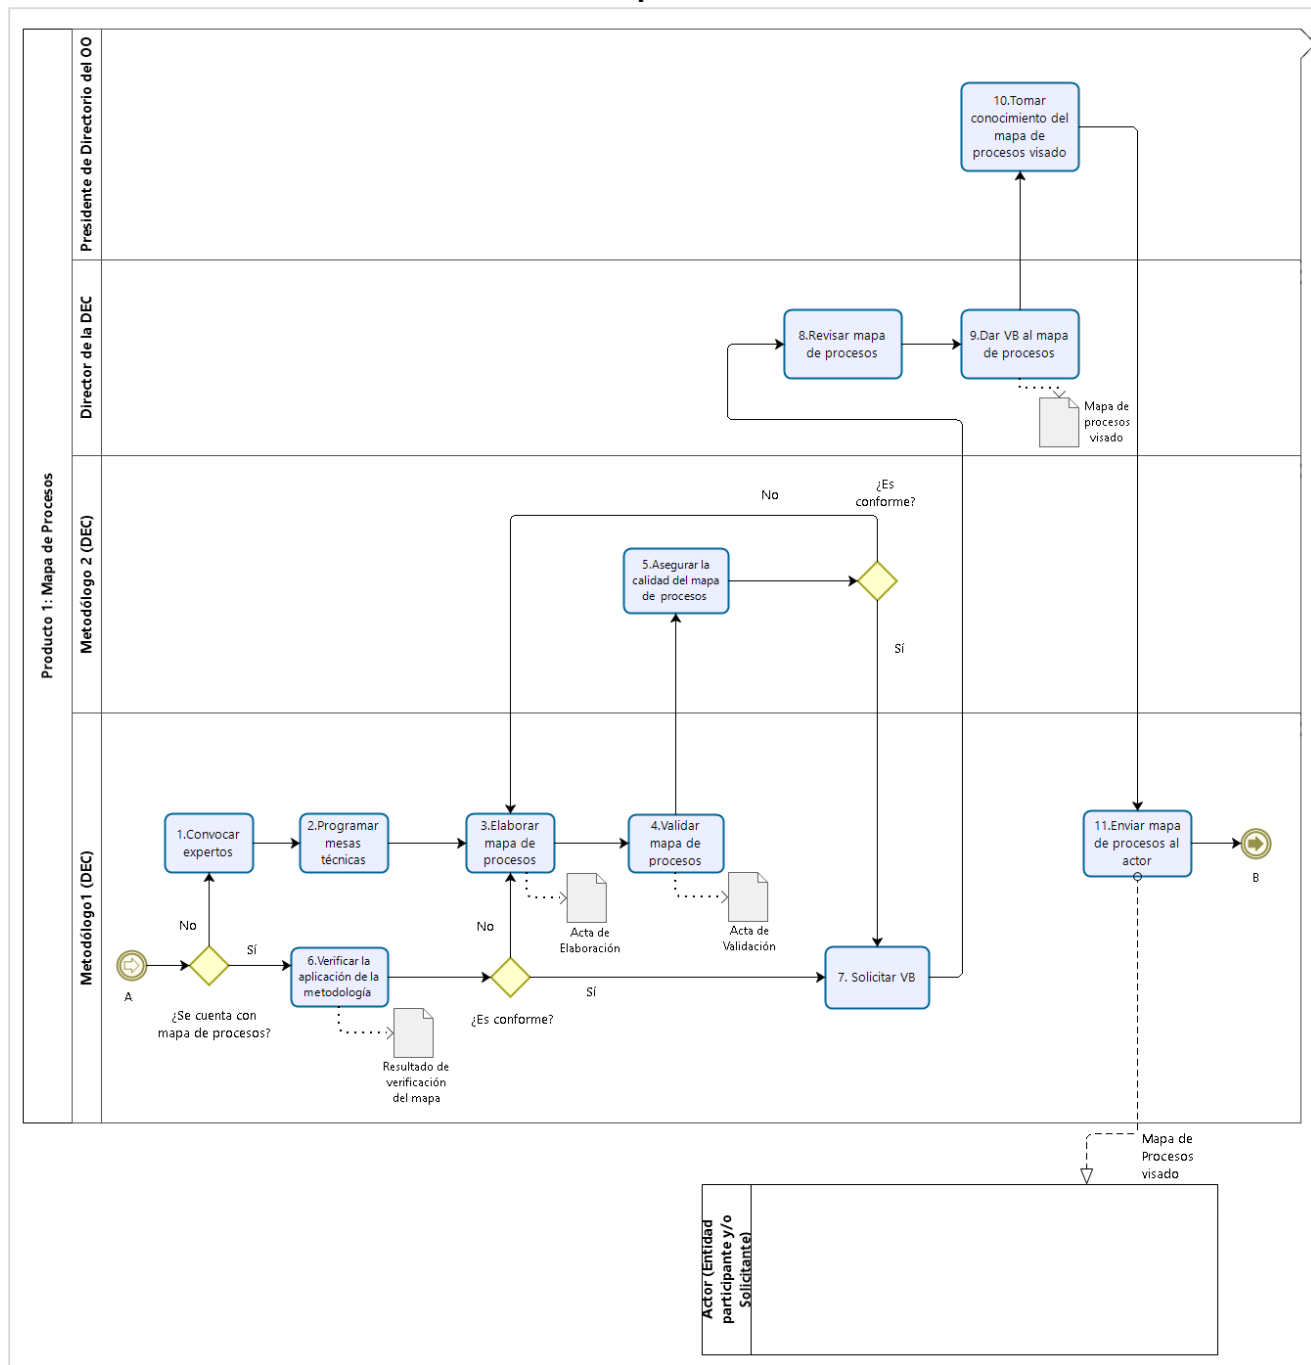 Producto 1: Mapa de Procesos
Presidente de Directorio del OO
10.Tomar
conocimiento del
mapa de
procesos visado
Director de la DEC
8.Revisar mapa
de procesos
9.Dar VB al mapa
de procesos
Mapa de
procesos
visado
Metodólogo 2 (DEC)
No
¿Es
conforme?
5.Asegurar la
calidad del mapa
de procesos
Sí
Metodólogo1 (DEC)
1.Convocar
expertos
2.Programar
mesas
técnicas
3.Elaborar
mapa de
procesos
4.Validar
mapa de
procesos
11.Enviar mapa
de procesos al
actor
B
Acta de
Elaboración
Acta de
Validación
No
Sí
No
A
6.Verificar la
aplicación de la
metodología
7. Solicitar VB
Sí
¿Se cuenta con
mapa de procesos?
¿Es conforme?
Resultado de
verificación
del mapa
Mapa de
Procesos
visado
Actor (Entidad
participante y/o
Solicitante)